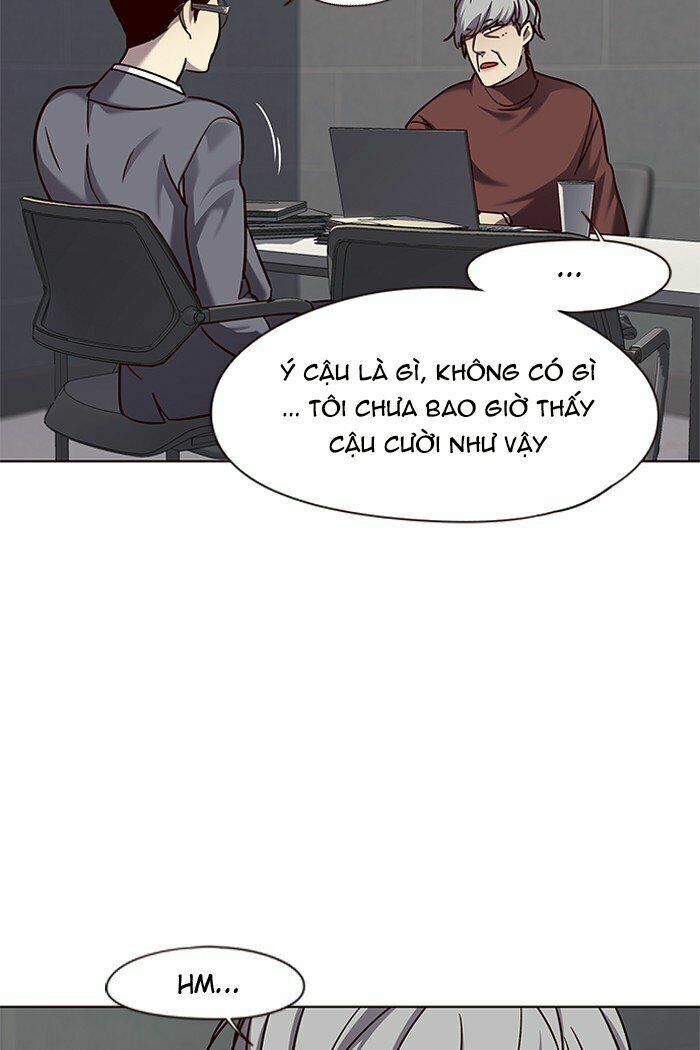 ...
Ý CẬU LÀ GÌ, KHÔNG CÓ GÌ
... TÔI CHƯA BAO GIỜ THẤY
CẬU CƯỜI NHƯ VẬY
HM...